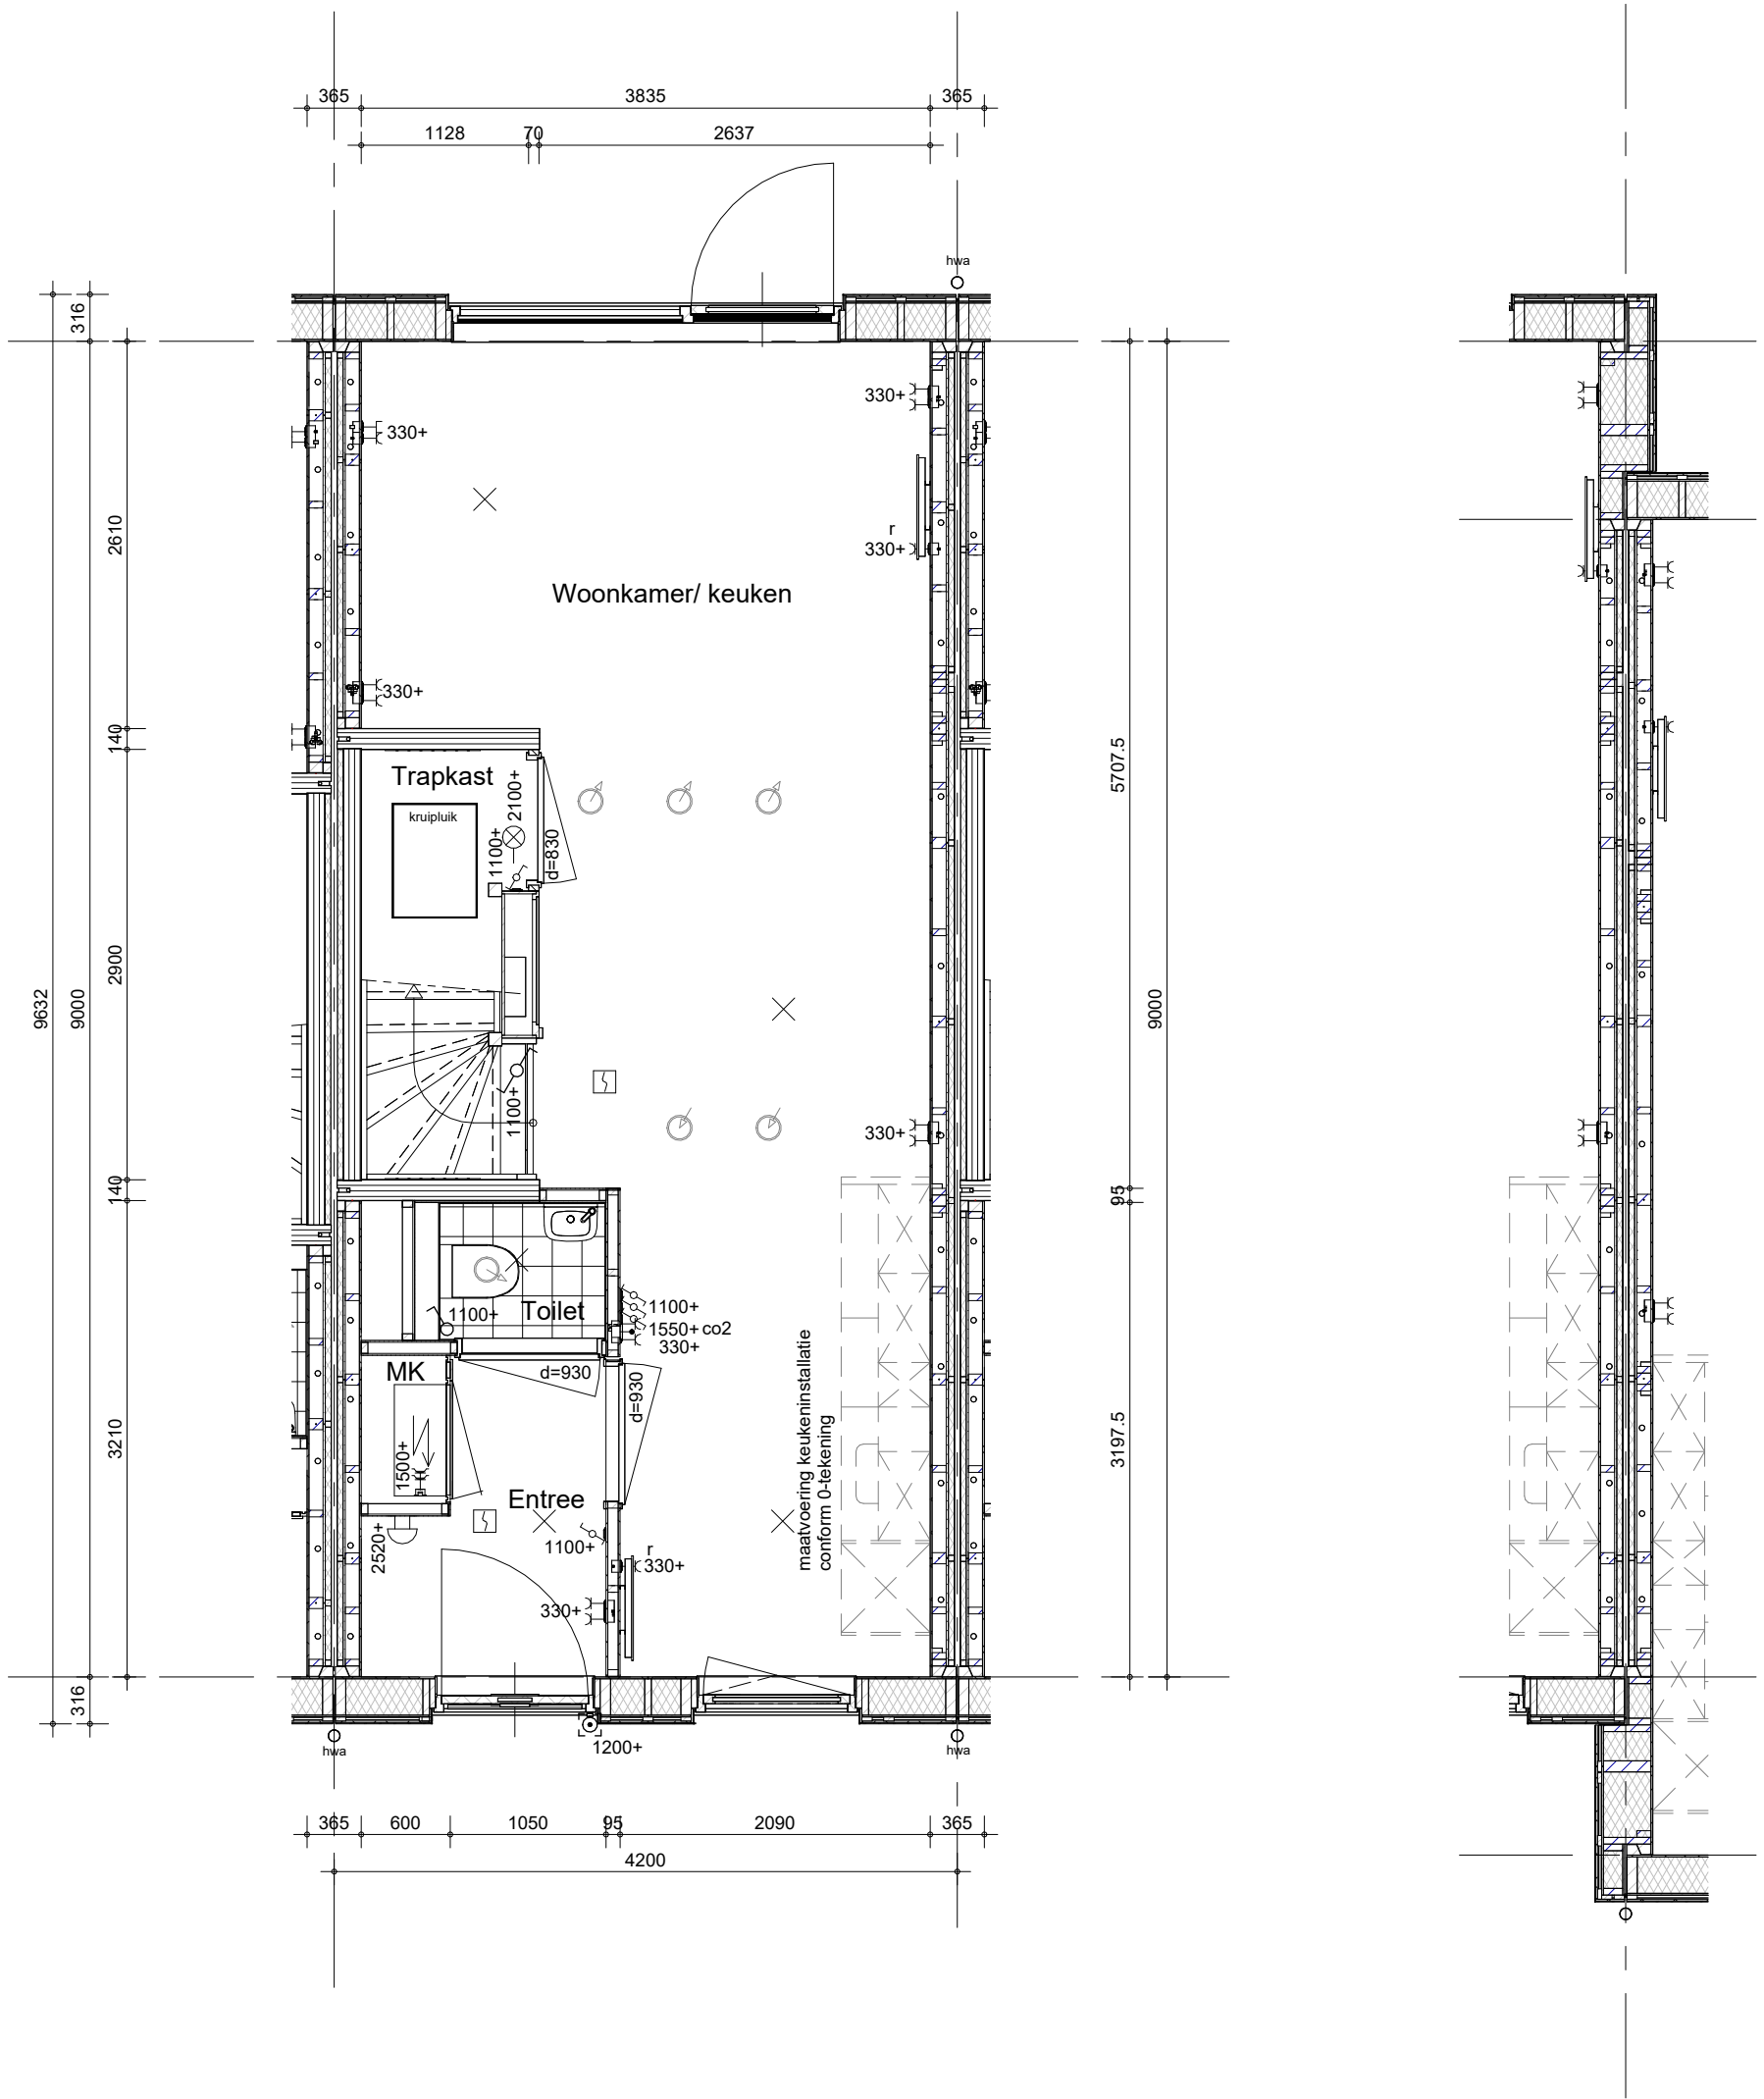 365
3835
365
1128
70
2637
hwa
316
330+
330+
2610
r
330+
Woonkamer/ keuken
330+
140
5707.5
Trapkast
2100+
kruipluik
1100+
d=830
2900
9632
9000
9000
1100+
330+
140
95
1100+
Toilet
1100+
1550+ co2
330+
MK
d=930
d=930
maatvoering keukeninstallatie
conform 0-tekening
3210
3197.5
1500+
Entree
2520+
1100+
r
330+
330+
316
hwa
1200+
hwa
365
600
1050
95
2090
365
4200